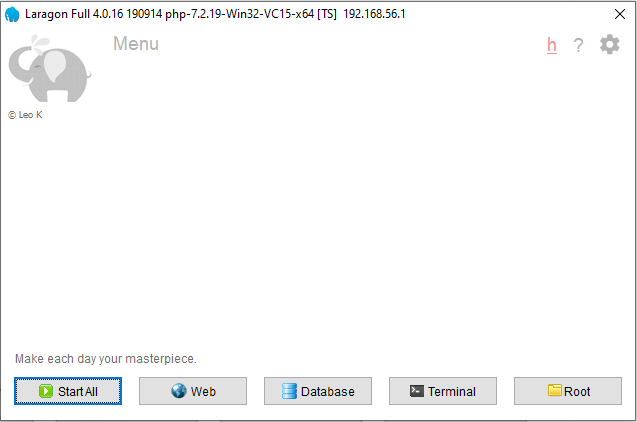 Laragon Full 4.0.16 190914 php-7.2.19-Win32-VC15-x64 [TS] 192.168.56.1
Menu
h ?
© Leo K
Make each day your masterpiece.
Start All Web Database Terminal Root